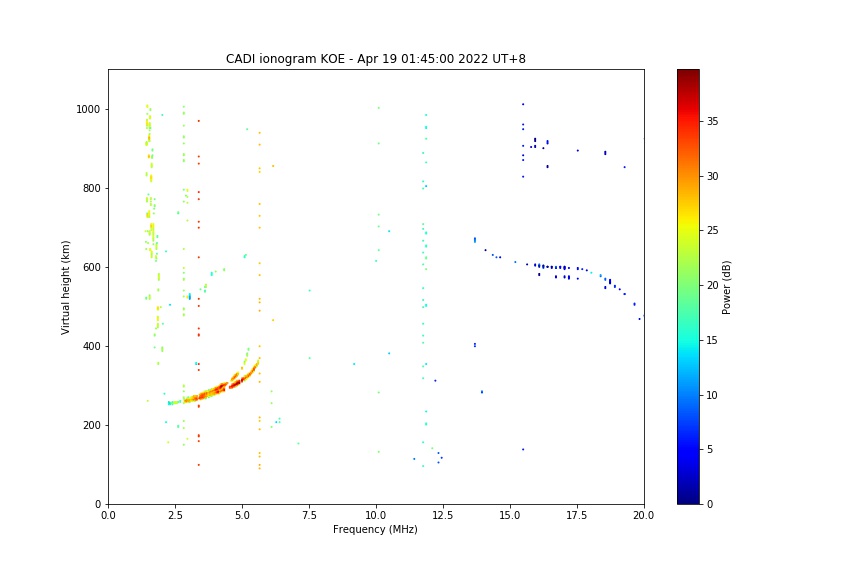 CADI ionogram KOE - Apr 19 01:45:00 2022 UT+8
1000
800
600
400
200
0
Virtual height (km)
0.0 2.5 5.0 7.5 10.0 12.5 15.0 17.5 20.0
Frequency (MHz)
35
30
25
20
15
10
5
0
Power (dB)